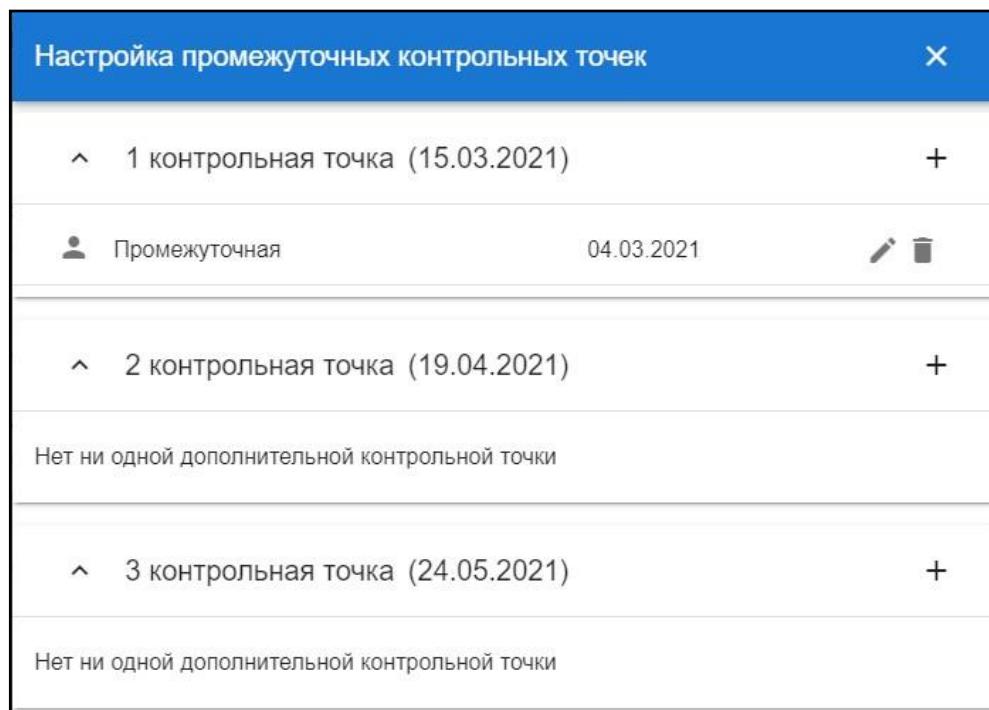 Настройка промежуточных контрольных точек
1 контрольная точка (15.03.2021)
Промежуточная 04.03.2021
2 контрольная точка (19.04.2021)
Нет ни одной дополнительной контрольной точки
3 контрольная точка (24.05.2021)
Нет ни одной дополнительной контрольной точки